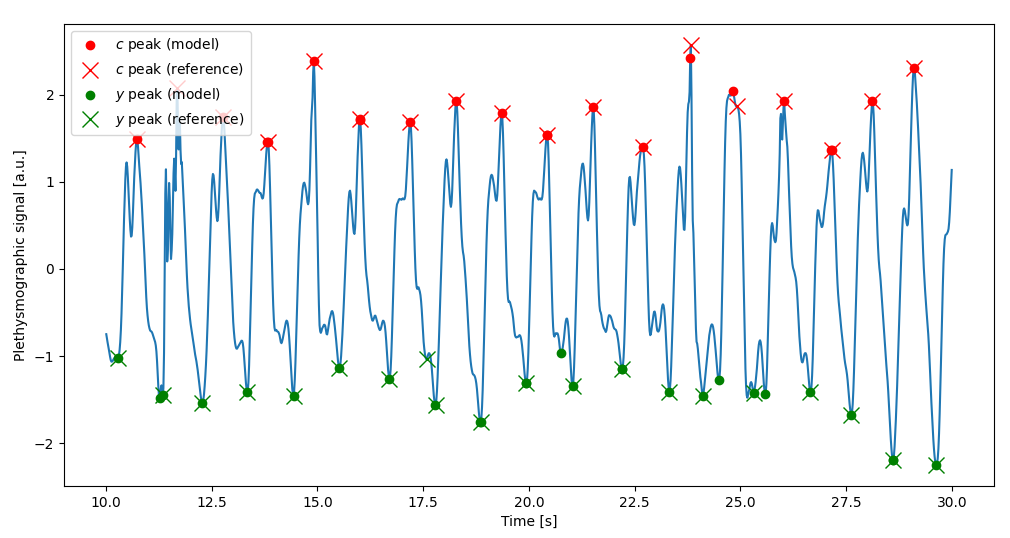 c peak (model)
c peak (reference)
y peak (model)
y peak (reference)
Plethysmographic signal [a.u.]
2
1
0
−1
−2
10.0 12.5 15.0 17.5 20.0 22.5 25.0 27.5 30.0
Time [s]